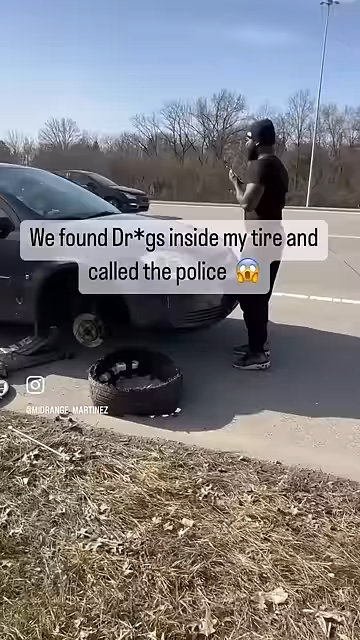 We found Dr*gs inside my tire and
called the police 😱
@MIDRANGE_MARTINEZ